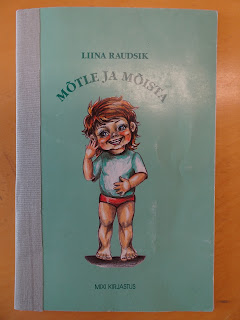 LIINA RAUDSIK
MÕTLE JA MÕISTA
MIXI KIRJASTUS